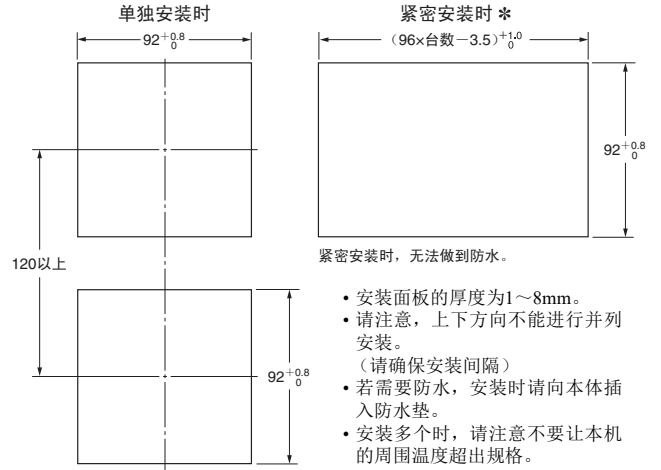 单独安装时
92+0.8 0
紧密安装时＊
（96×台数－3.5）+1.0 0
92+0.8 0
120以上
92+0.8 0
紧密安装时，无法做到防水。
• 安装面板的厚度为1～8mm。
• 请注意，上下方向不能进行并列
安装。
（请确保安装间隔）
• 若需要防水，安装时请向本体插
入防水垫。
• 安装多个时，请注意不要让本机
的周围温度超出规格。